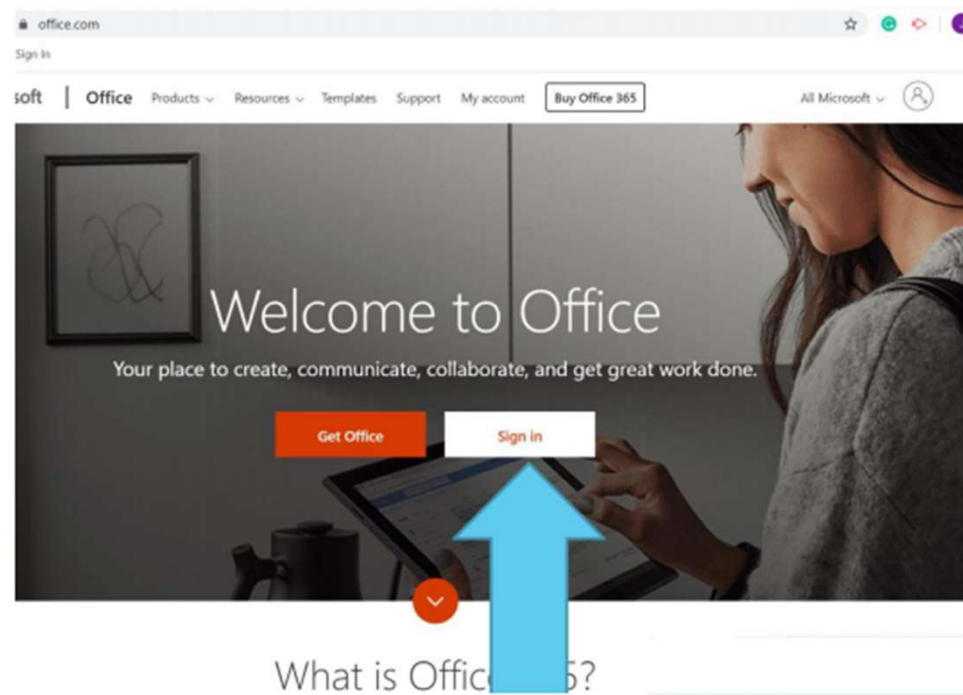 office.com
Sign In
soft | Office Products Resources Templates Support My account Buy Office 365 All Microsoft
Welcome to Office
Your place to create, communicate, collaborate, and get great work done.
Get Office Sign in
What is Offic 5?